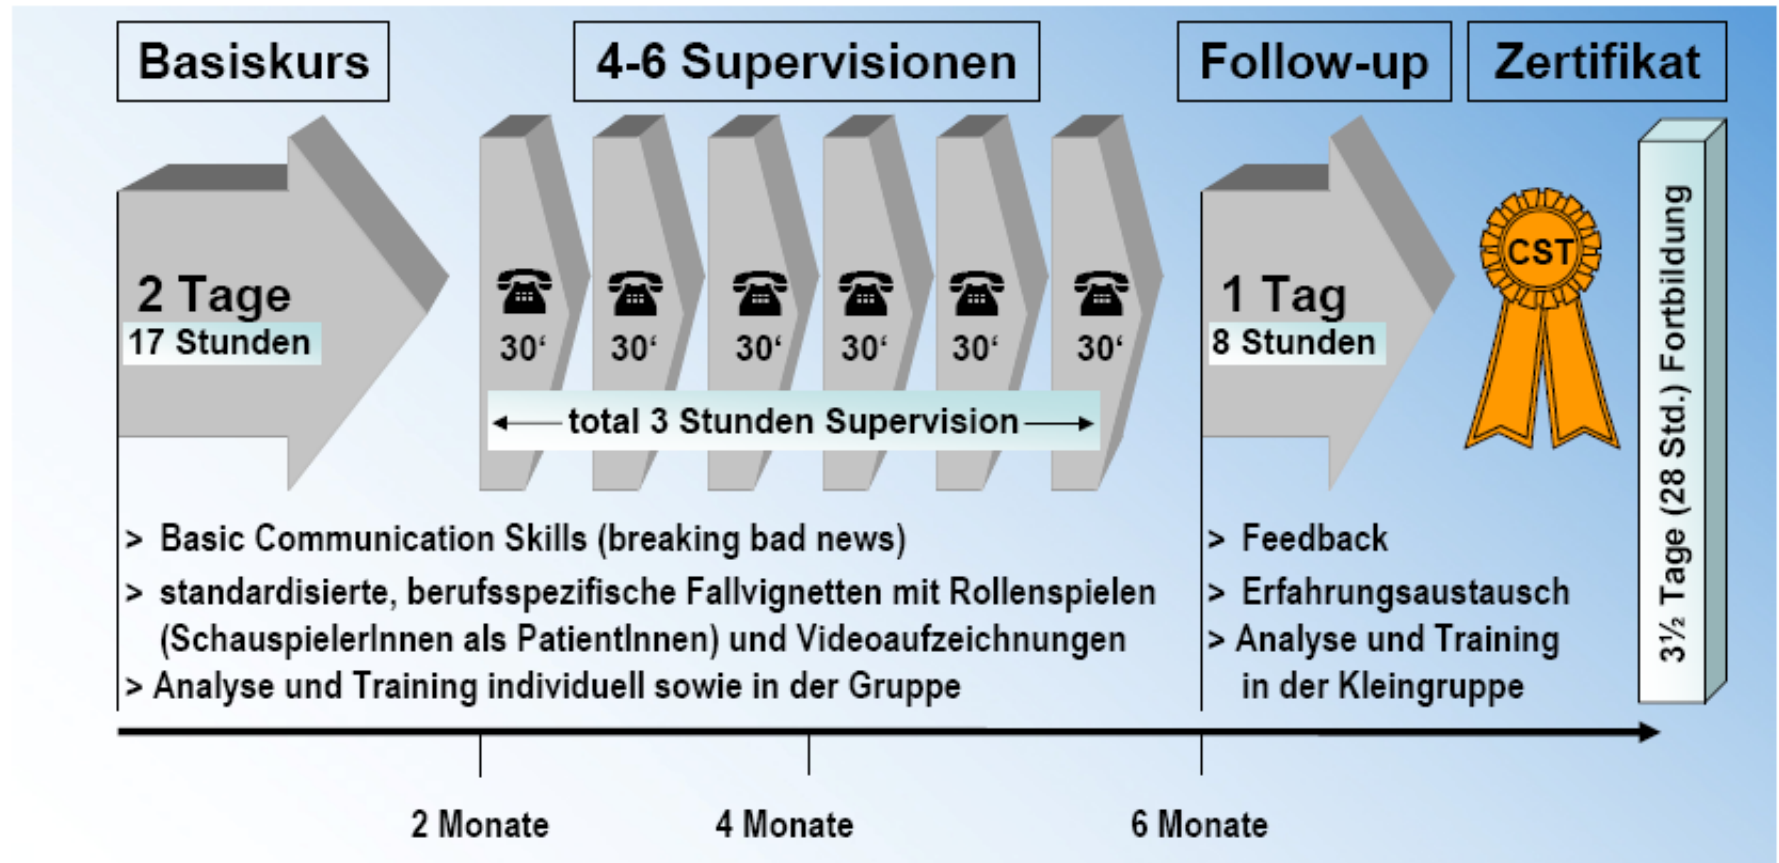 Basiskurs
4-6 Supervisionen
Follow-up
Zertifikat
2 Tage
17 Stunden
30‘
30‘
30‘
30‘
30‘
30‘
total 3 Stunden Supervision
1 Tag
8 Stunden
CST
3½ Tage (28 Std.) Fortbildung
> Basic Communication Skills (breaking bad news)
> standardisierte, berufsspezifische Fallvignetten mit Rollenspielen
(SchauspielerInnen als PatientInnen) und Videoaufzeichnungen
> Analyse und Training individuell sowie in der Gruppe
> Feedback
> Erfahrungsaustausch
> Analyse und Training
in der Kleingruppe
2 Monate
4 Monate
6 Monate